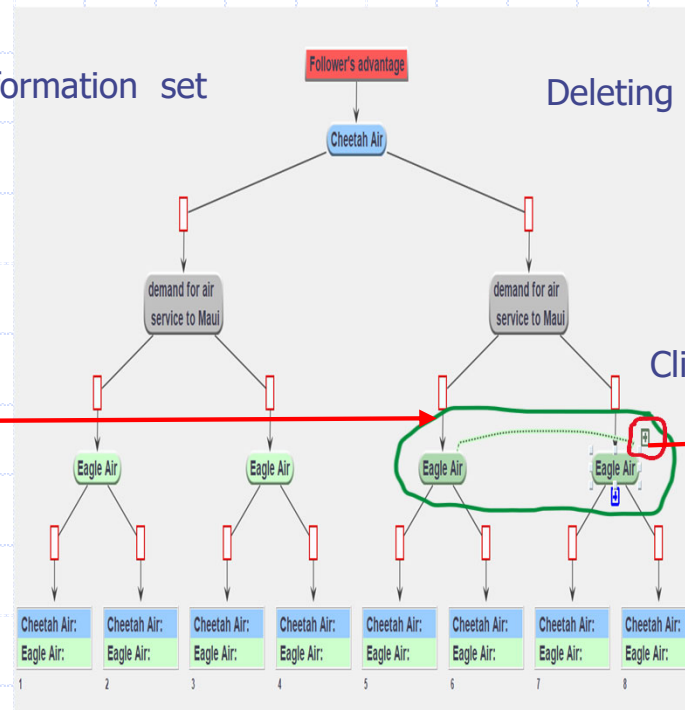 Follower's advantage
formation set
Deleting
Cheetah Air
demand for air
service to Maui
demand for air
service to Maui
Cli
Eagle Air
Eagle Air
Eagle Air
Eagle Air
Cheetah Air: Cheetah Air: Cheetah Air: Cheetah Air: Cheetah Air: Cheetah Air: Cheetah Air: Cheetah Air:
Eagle Air: Eagle Air: Eagle Air: Eagle Air: Eagle Air: Eagle Air: Eagle Air: Eagle Air:
1 2 3 4 5 6 7 8